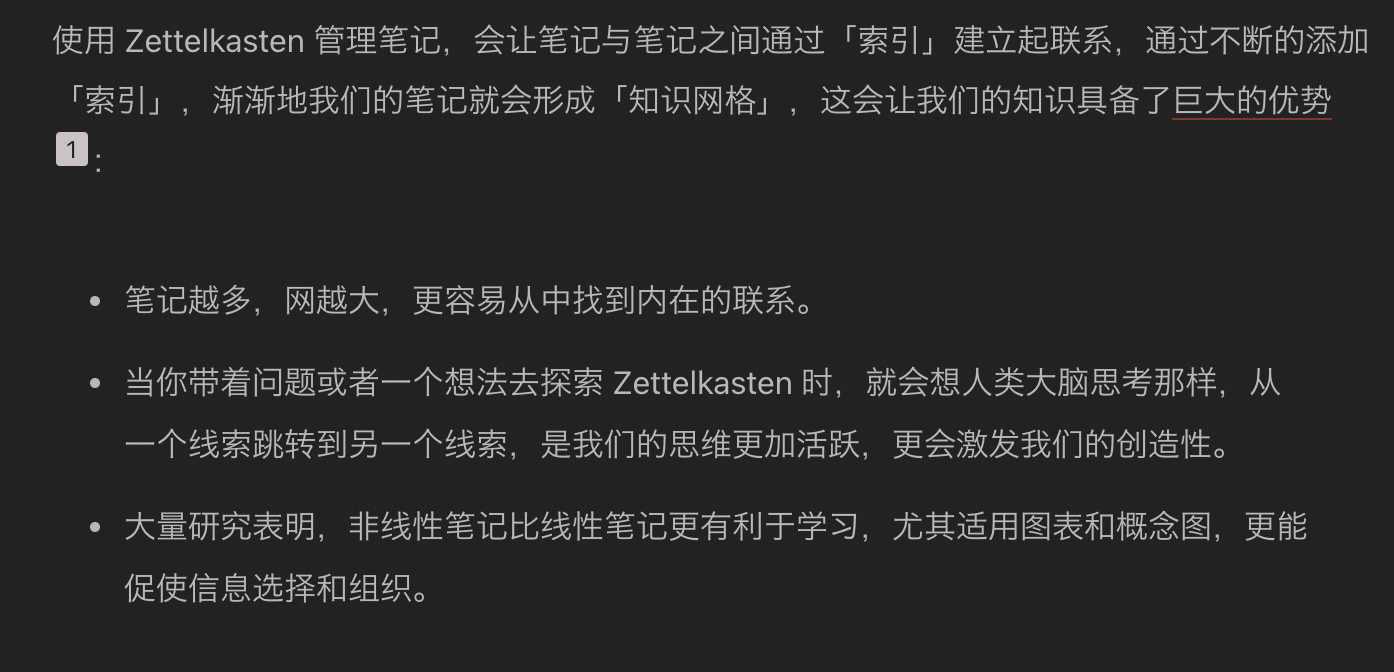 使用 Zettelkasten 管理笔记，会让笔记与笔记之间通过「索引」建立起联系，通过不断的添加
「索引」，渐渐地我们的笔记就会形成「知识网格」，这会让我们的知识具备了巨大的优势
1：
• 笔记越多，网越大，更容易从中找到内在的联系。
• 当你带着问题或者一个想法去探索 Zettelkasten 时，就会想人类大脑思考那样，从
一个线索跳转到另一个线索，是我们的思维更加活跃，更会激发我们的创造性。
• 大量研究表明，非线性笔记比线性笔记更有利于学习，尤其适用图表和概念图，更能
促使信息选择和组织。